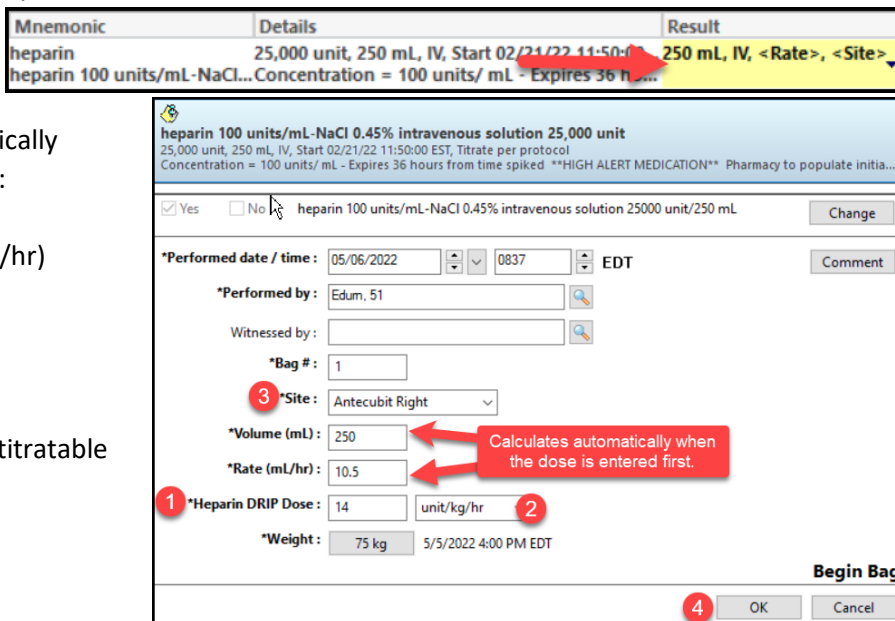 Mnemonic Details Result
heparin 25,000 unit, 250 mL, IV, Start 02/21/22 11:50:0... 250 mL, IV, <Rate>, <Site>
heparin 100 units/mL-NaCl... Concentration = 100 units/ mL - Expires 36 h...
ically
:
/hr)
titratable
heparin 100 units/mL-NaCl 0.45% intravenous solution 25,000 unit
25,000 unit, 250 mL, IV, Start 02/21/22 11:50:00 EST, Titrate per protocol
Concentration = 100 units/ mL - Expires 36 hours from time spiked **HIGH ALERT MEDICATION** Pharmacy to populate initia...
Yes No heparin 100 units/mL-NaCl 0.45% intravenous solution 25000 unit/250 mL Change
*Performed date / time : 05/06/2022 0837 EDT Comment
*Performed by : Edum, 51
Witnessed by :
*Bag # : 1
3 *Site : Antecubit Right
*Volume (mL) : 250
Calculates automatically when
the dose is entered first.
*Rate (mL/hr) : 10.5
1 *Heparin DRIP Dose : 14 unit/kg/hr 2
*Weight : 75 kg 5/5/2022 4:00 PM EDT
Begin Bag
4 OK Cancel